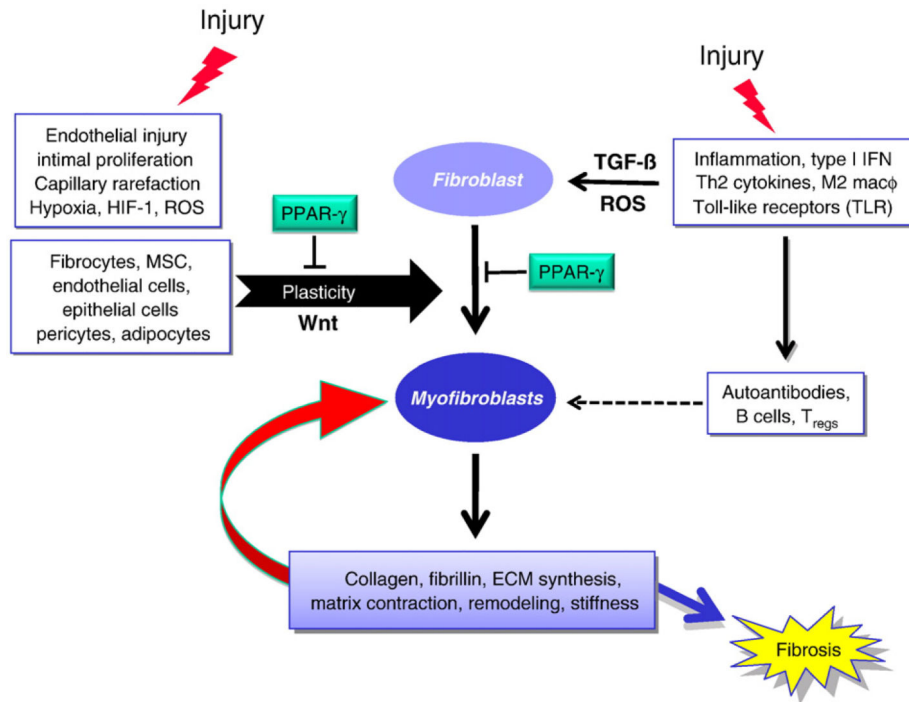 Injury
Injury
Endothelial injury
intimal proliferation
Capillary rarefaction
Hypoxia, HIF-1, ROS
Fibroblast
TGF-ß
ROS
Inflammation, type I IFN
Th2 cytokines, M2 macϕ
Toll-like receptors (TLR)
PPAR-γ
Fibrocytes, MSC,
endothelial cells,
epithelial cells
pericytes, adipocytes
Plasticity
Wnt
PPAR-γ
Myofibroblasts
Autoantibodies,
B cells, Tregs
Collagen, fibrillin, ECM synthesis,
matrix contraction, remodeling, stiffness
Fibrosis